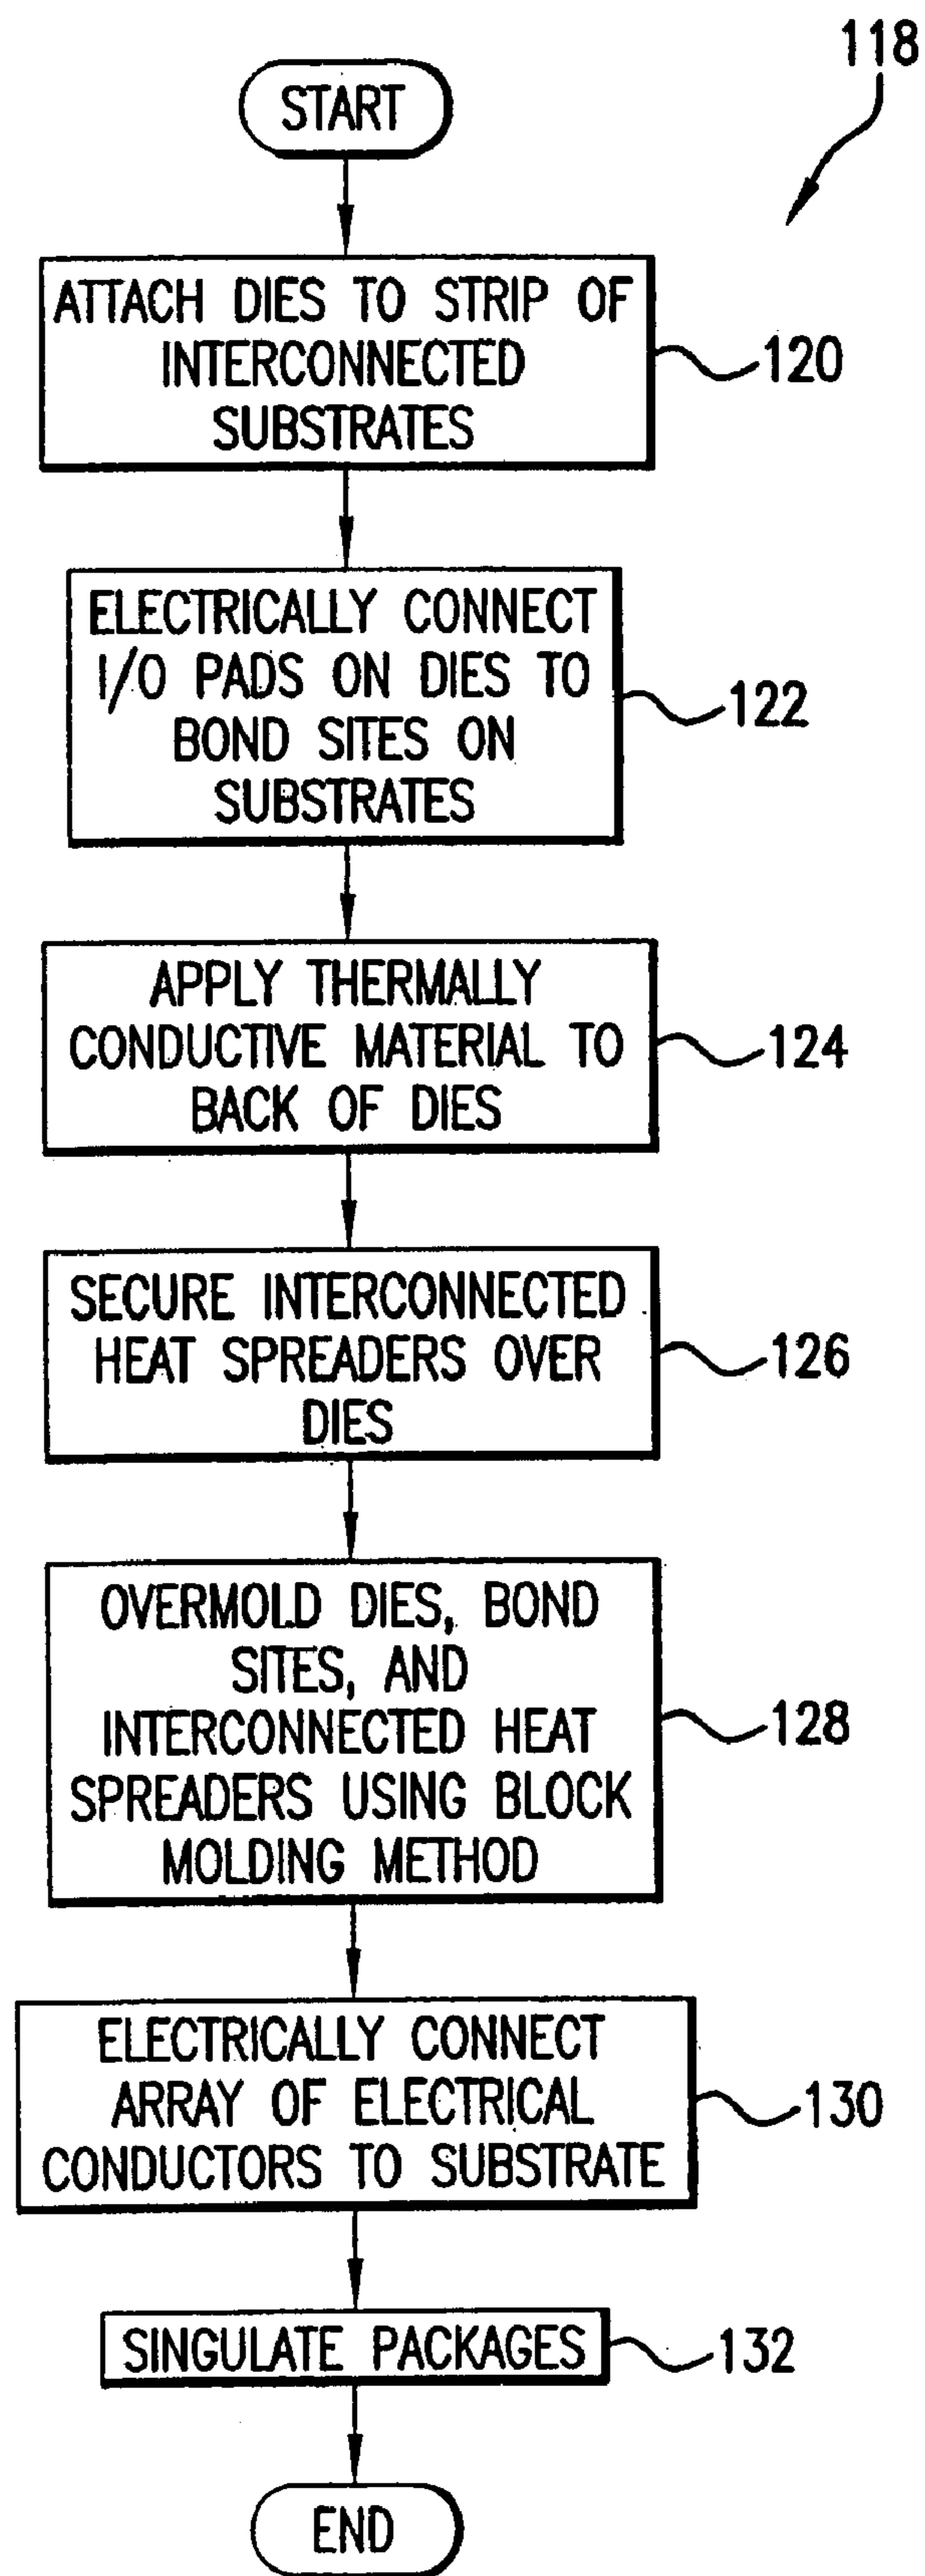 118
START
ATTACH DIES TO STRIP OF
INTERCONNECTED
SUBSTRATES
120
ELECTRICALLY CONNECT
I/O PADS ON DIES TO
BOND SITES ON
SUBSTRATES
122
APPLY THERMALLY
CONDUCTIVE MATERIAL TO
BACK OF DIES
124
SECURE INTERCONNECTED
HEAT SPREADERS OVER
DIES
126
OVERMOLD DIES, BOND
SITES, AND
INTERCONNECTED HEAT
SPREADERS USING BLOCK
MOLDING METHOD
128
ELECTRICALLY CONNECT
ARRAY OF ELECTRICAL
CONDUCTORS TO SUBSTRATE
130
SINGULATE PACKAGES
132
END